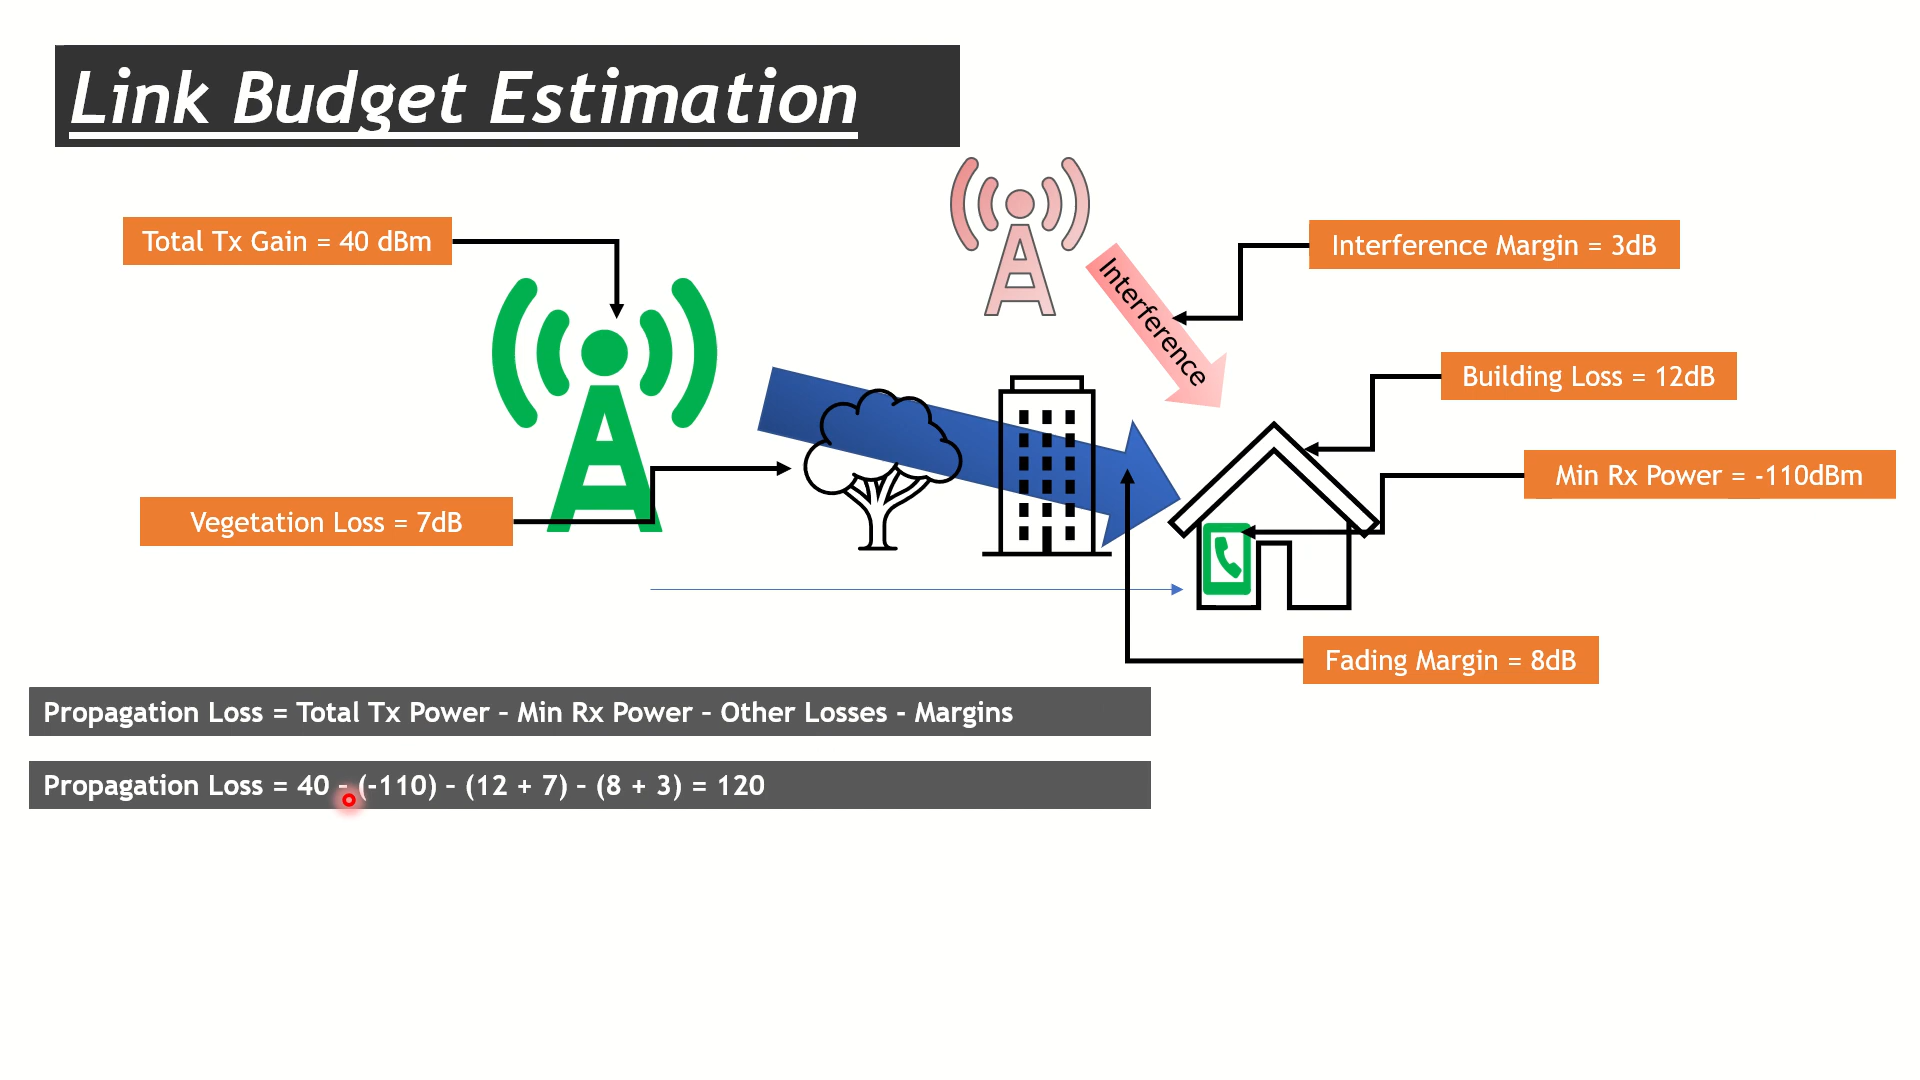 Link Budget Estimation
Total Tx Gain = 40 dBm
Interference Margin = 3dB
Interference
Building Loss = 12dB
Min Rx Power = -110dBm
Vegetation Loss = 7dB
Fading Margin = 8dB
Propagation Loss = Total Tx Power – Min Rx Power – Other Losses - Margins
Propagation Loss = 40 – (-110) – (12 + 7) – (8 + 3) = 120